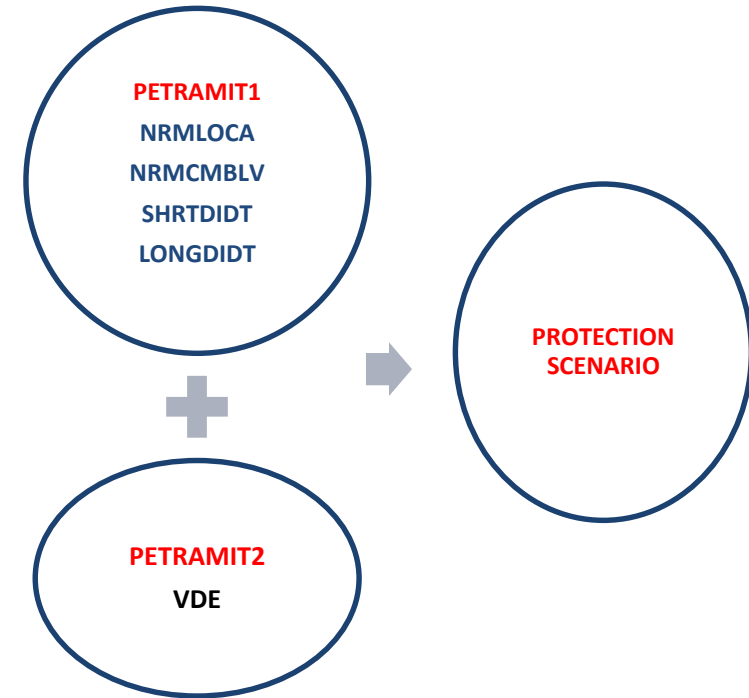 PETRAMIT1
NRMLOCA
NRMCMBLV
SHRTDIDT
LONGDIDT
PETRAMIT2
VDE
PROTECTION
SCENARIO